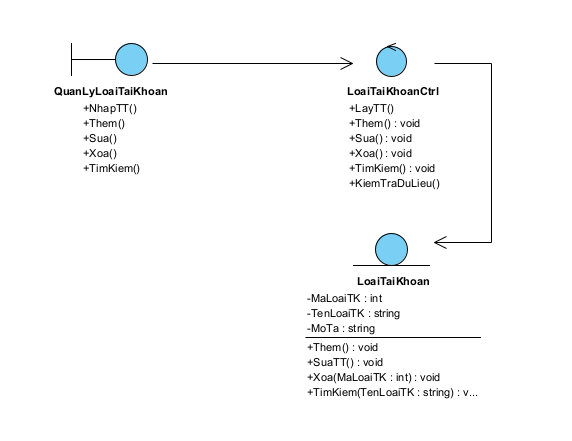 QuanLyLoaiTaiKhoan
+NhapTT()
+Them()
+Sua()
+Xoa()
+TimKiem()
LoaiTaiKhoanCtrl
+LayTT()
+Them() : void
+Sua() : void
+Xoa() : void
+TimKiem() : void
+KiemTraDuLieu()
LoaiTaiKhoan
-MaLoaiTK : int
-TenLoaiTK : string
-MoTa : string
+Them() : void
+SuaTT() : void
+Xoa(MaLoaiTK : int) : void
+TimKiem(TenLoaiTK : string) : v...